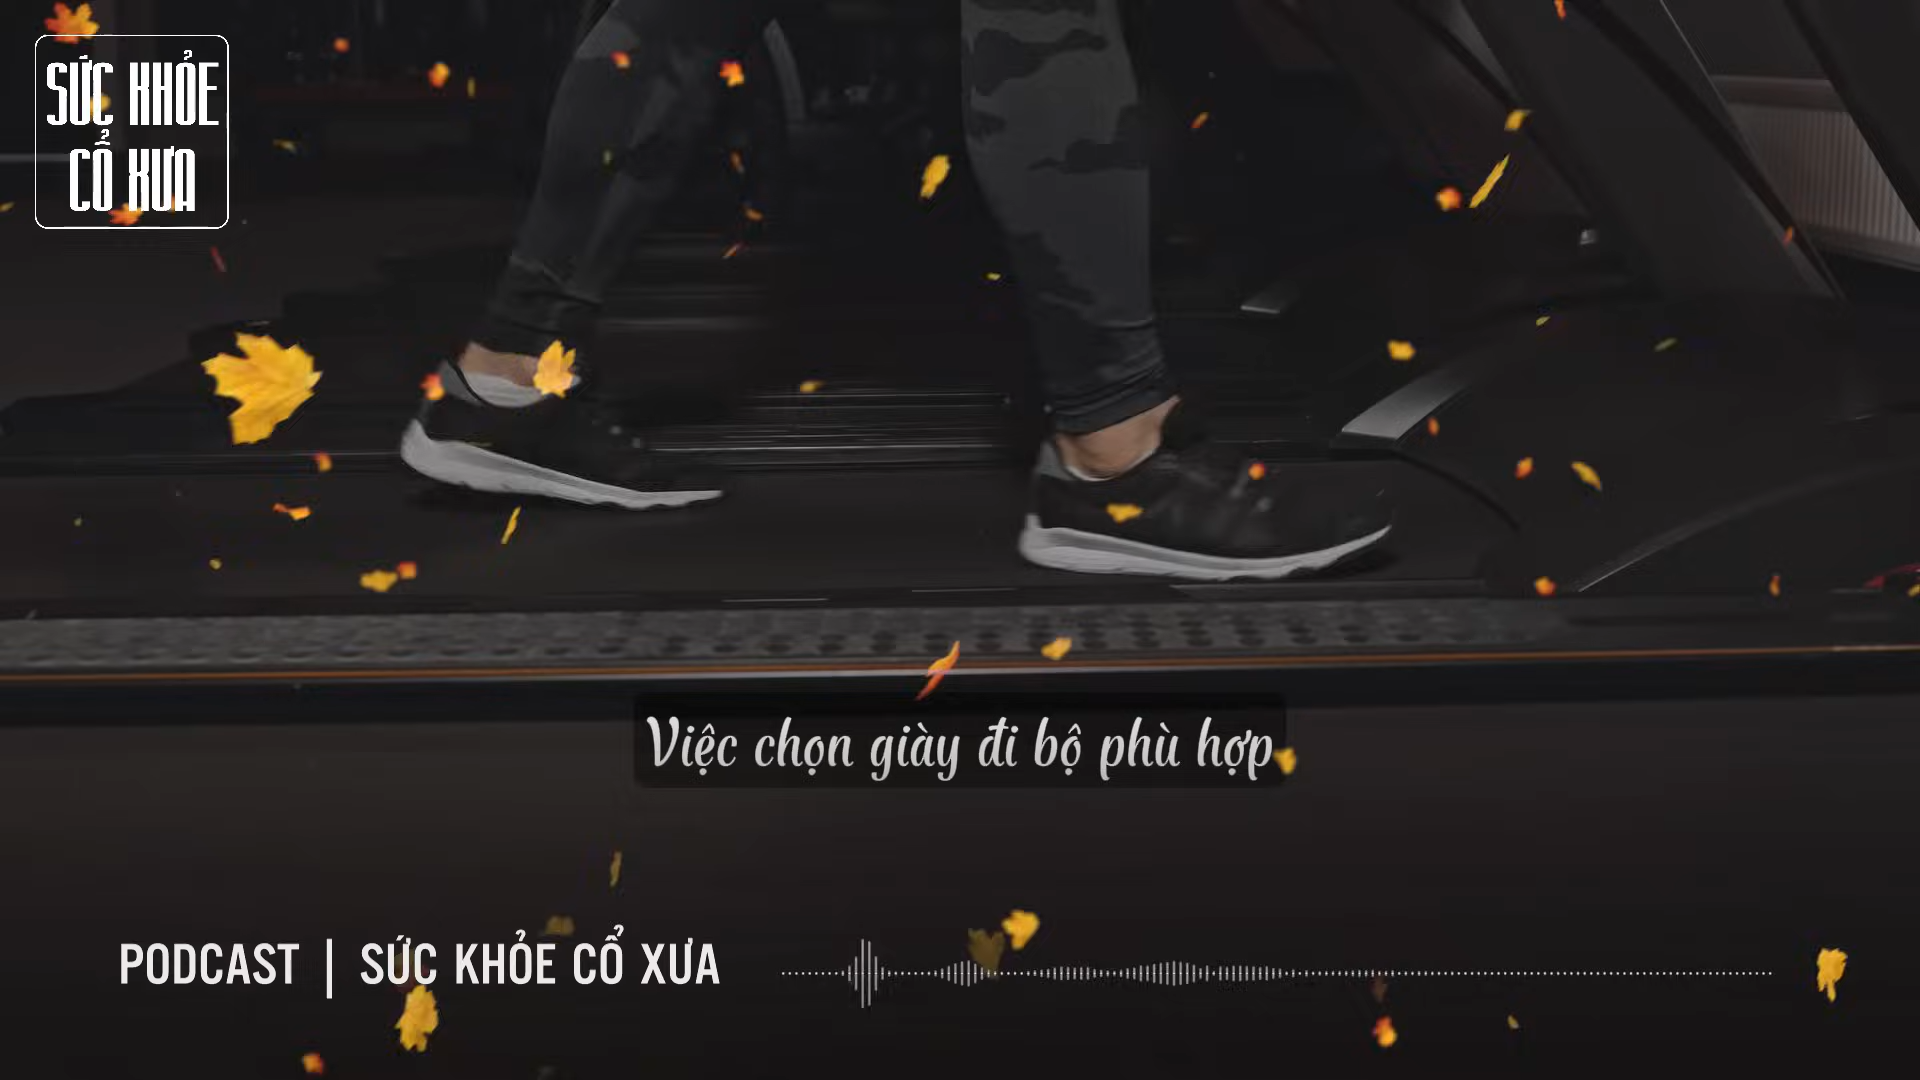 SỨC KHỎE
CỔ XƯA
Việc chọn giày đi bộ phù hợp
PODCAST | SỨC KHỎE CỔ XƯA